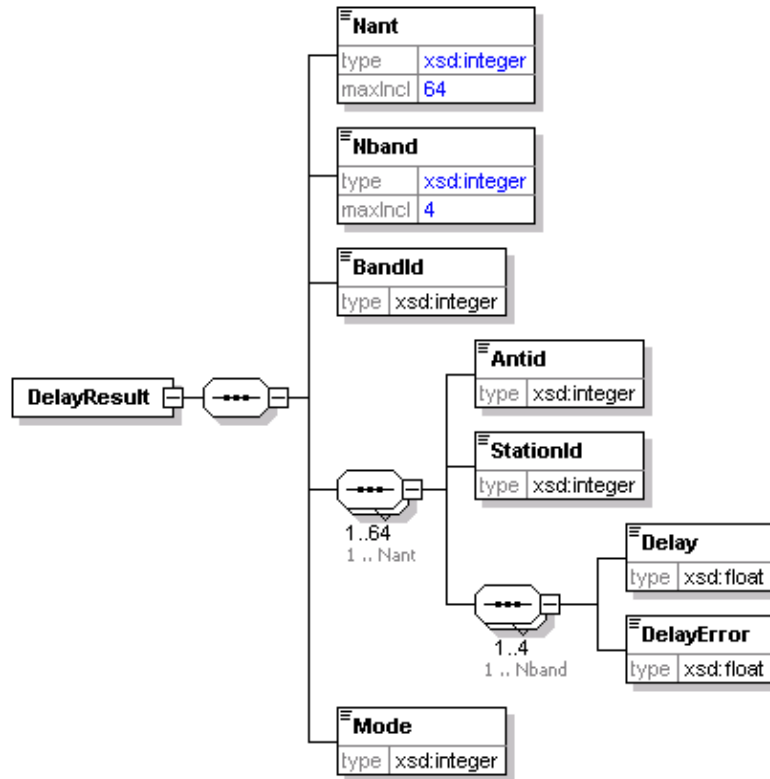 Nant
type xsd:integer
maxIncl 64
Nband
type xsd:integer
maxIncl 4
BandId
type xsd:integer
DelayResult
Antid
type xsd:integer
StationId
type xsd:integer
1..64
1 .. Nant
Delay
type xsd:float
DelayError
type xsd:float
1..4
1 .. Nband
Mode
type xsd:integer